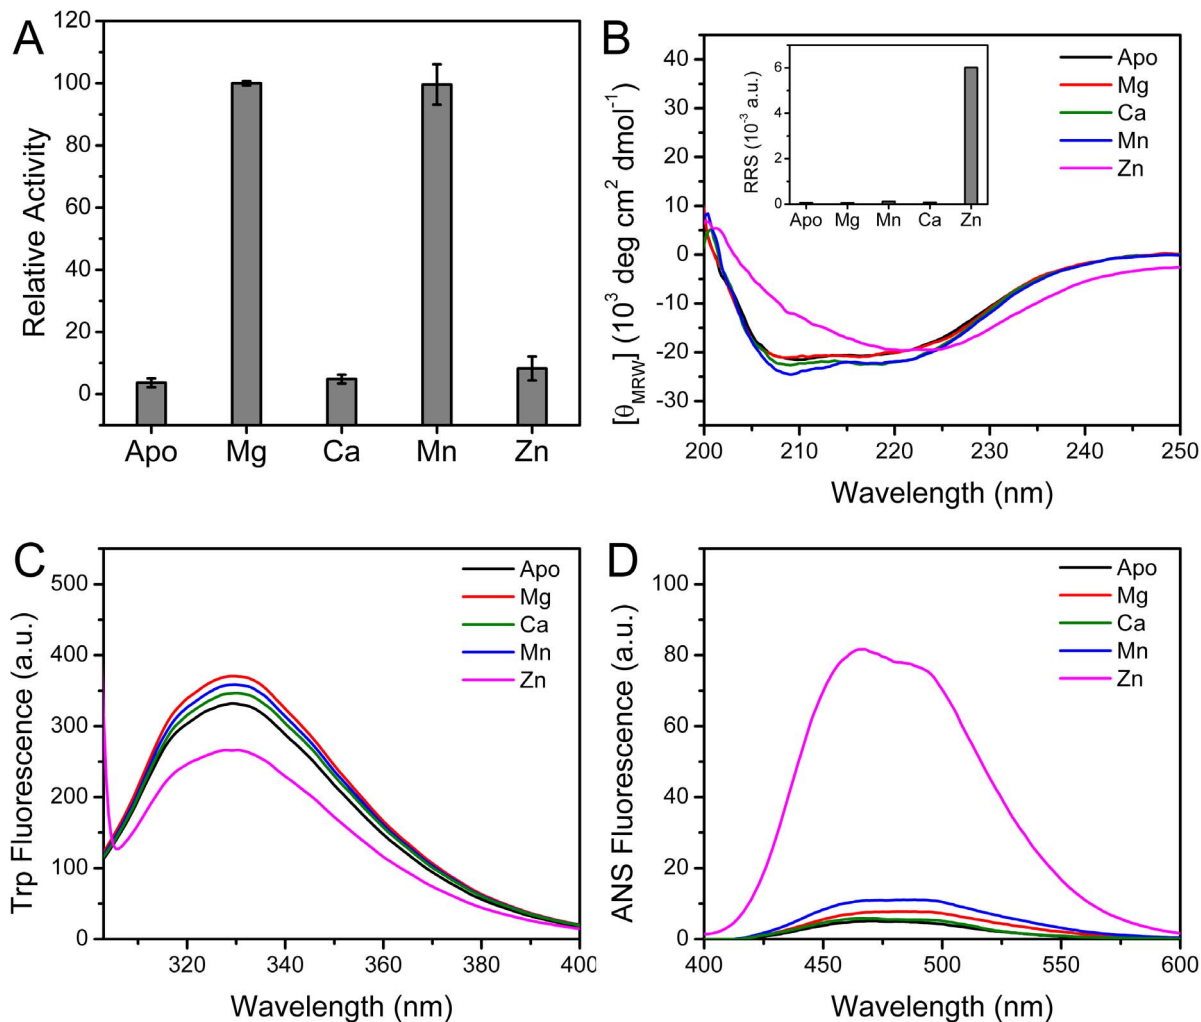 A
120
100
80
60
40
20
0
Relative Activity
Apo Mg Ca Mn Zn
B
40
30
20
10
0
-10
-20
-30
[θMRW] (10³ deg cm² dmol⁻¹)
200 210 220 230 240 250
Wavelength (nm)
6
4
2
0
RRS (10⁻³ a.u.)
Apo Mg Mn Ca Zn
Apo
Mg
Ca
Mn
Zn
C
500
400
300
200
100
0
Trp Fluorescence (a.u.)
320 340 360 380 400
Wavelength (nm)
Apo
Mg
Ca
Mn
Zn
D
100
80
60
40
20
0
ANS Fluorescence (a.u.)
400 450 500 550 600
Wavelength (nm)
Apo
Mg
Ca
Mn
Zn